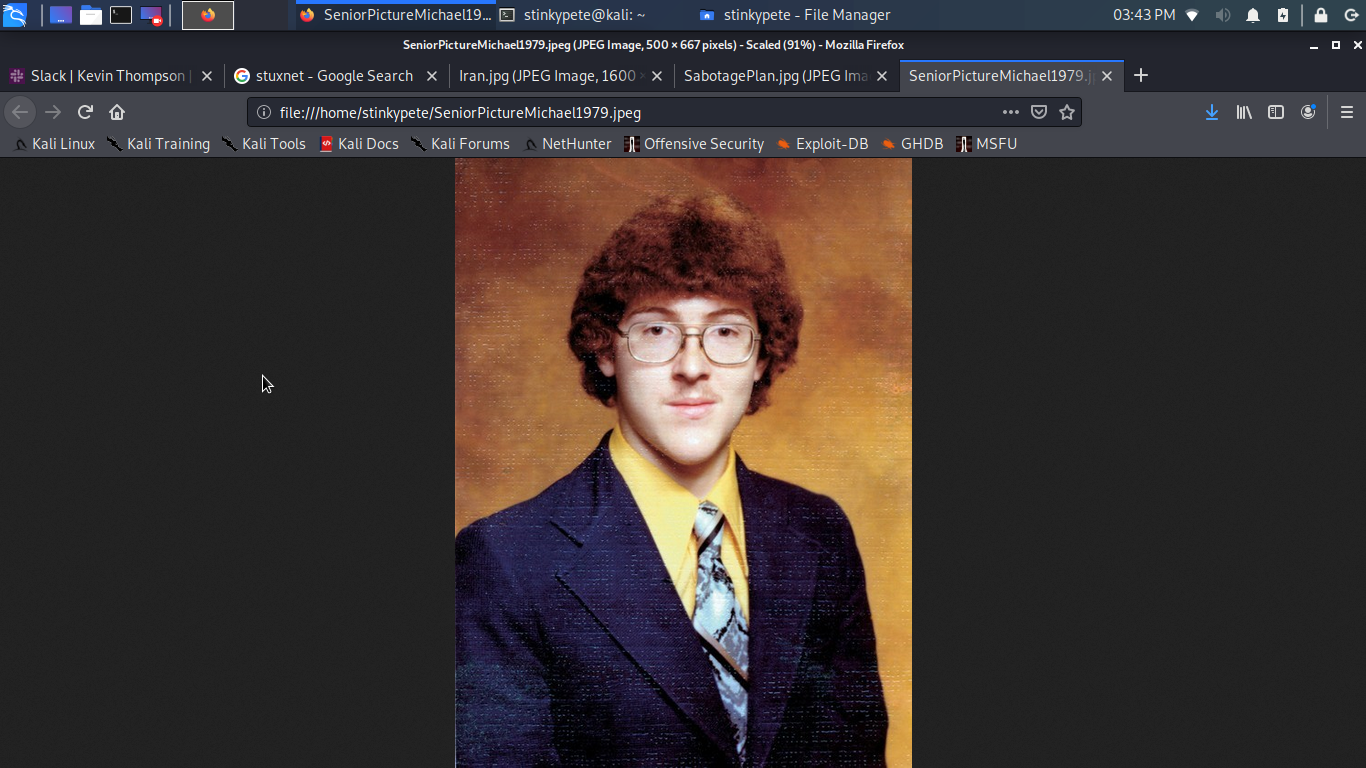 SeniorPictureMichael19...
stinkypete@kali: ~
stinkypete - File Manager
03:43 PM
SeniorPictureMichael1979.jpeg (JPEG Image, 500 × 667 pixels) - Scaled (91%) - Mozilla Firefox
Slack | Kevin Thompson |
stuxnet - Google Search
Iran.jpg (JPEG Image, 1600 ×
SabotagePlan.jpg (JPEG Ima
SeniorPictureMichael1979.j
file:///home/stinkypete/SeniorPictureMichael1979.jpeg
Kali Linux
Kali Training
Kali Tools
Kali Docs
Kali Forums
NetHunter
Offensive Security
Exploit-DB
GHDB
MSFU